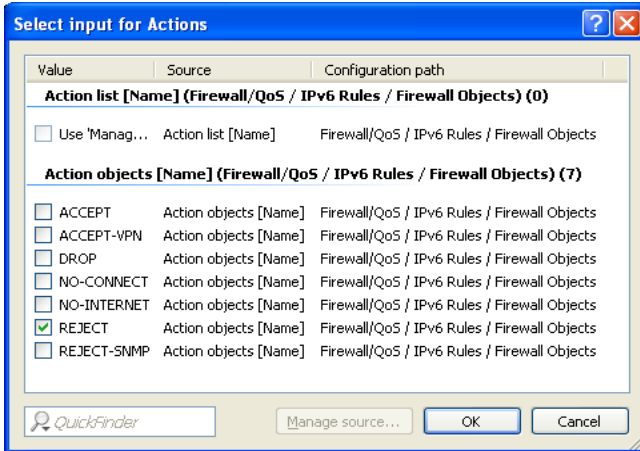 Select input for Actions
Value Source Configuration path
Action list [Name] (Firewall/QoS / IPv6 Rules / Firewall Objects) (0)
Use 'Manag... Action list [Name] Firewall/QoS / IPv6 Rules / Firewall Objects
Action objects [Name] (Firewall/QoS / IPv6 Rules / Firewall Objects) (7)
ACCEPT Action objects [Name] Firewall/QoS / IPv6 Rules / Firewall Objects
ACCEPT-VPN Action objects [Name] Firewall/QoS / IPv6 Rules / Firewall Objects
DROP Action objects [Name] Firewall/QoS / IPv6 Rules / Firewall Objects
NO-CONNECT Action objects [Name] Firewall/QoS / IPv6 Rules / Firewall Objects
NO-INTERNET Action objects [Name] Firewall/QoS / IPv6 Rules / Firewall Objects
REJECT Action objects [Name] Firewall/QoS / IPv6 Rules / Firewall Objects
REJECT-SNMP Action objects [Name] Firewall/QoS / IPv6 Rules / Firewall Objects
QuickFinder Manage source... OK Cancel